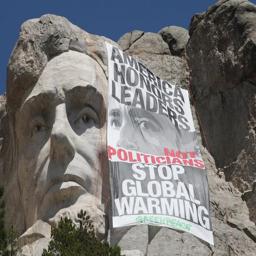 AMERICA
HONORS
LEADERS
NOT
POLITICIANS
STOP
GLOBAL
WARMING
GREENPEACE